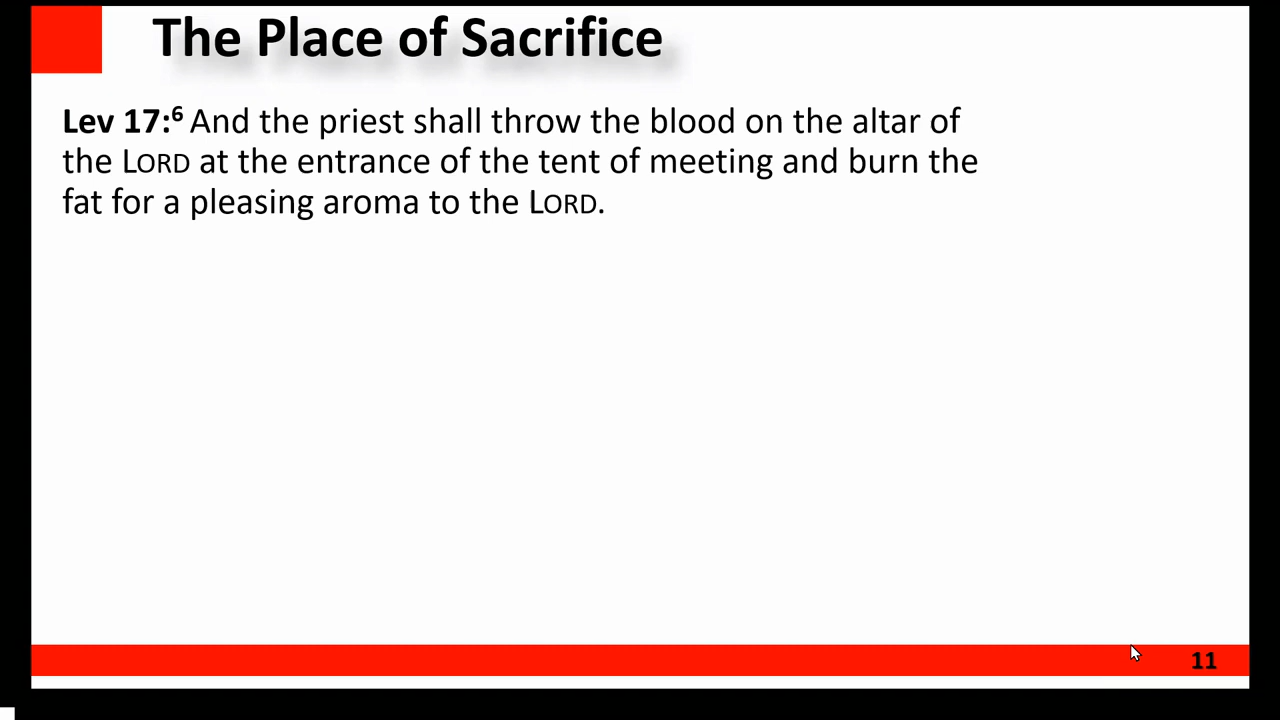 The Place of Sacrifice
Lev 17:⁶ And the priest shall throw the blood on the altar of
the LORD at the entrance of the tent of meeting and burn the
fat for a pleasing aroma to the LORD.
11